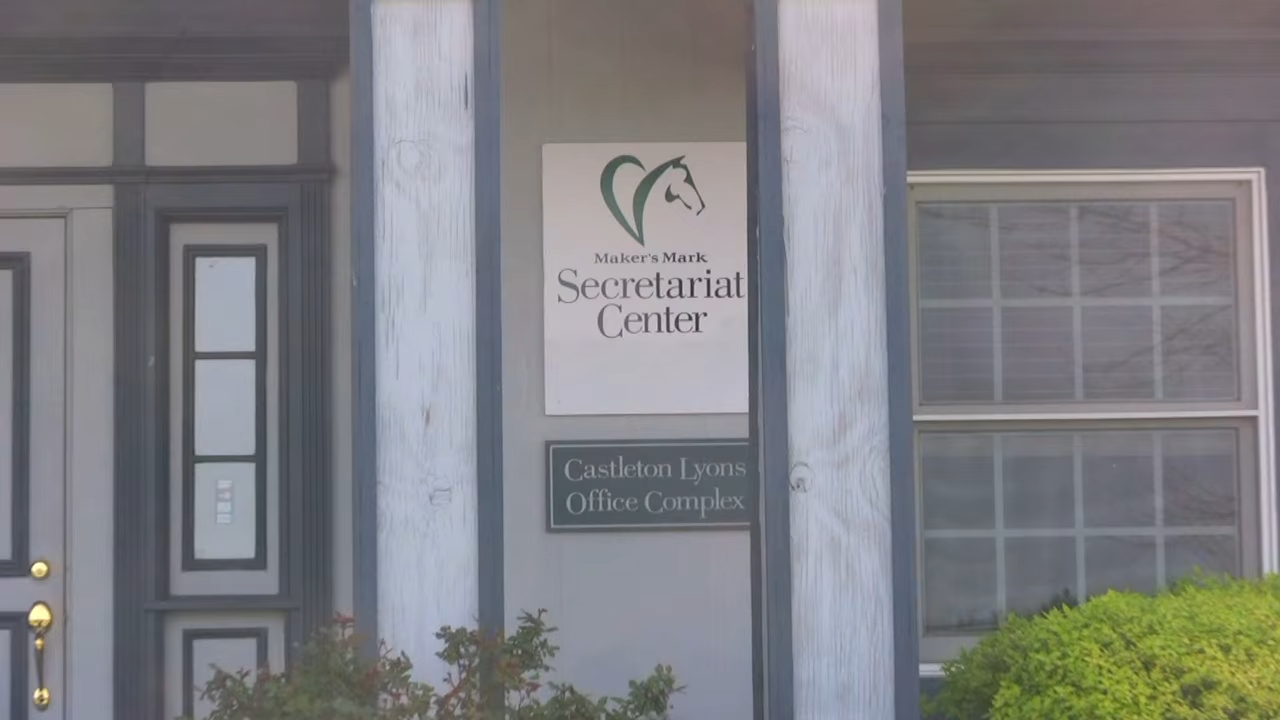 Maker's Mark
Secretariat
Center
Castleton Lyons
Office Complex